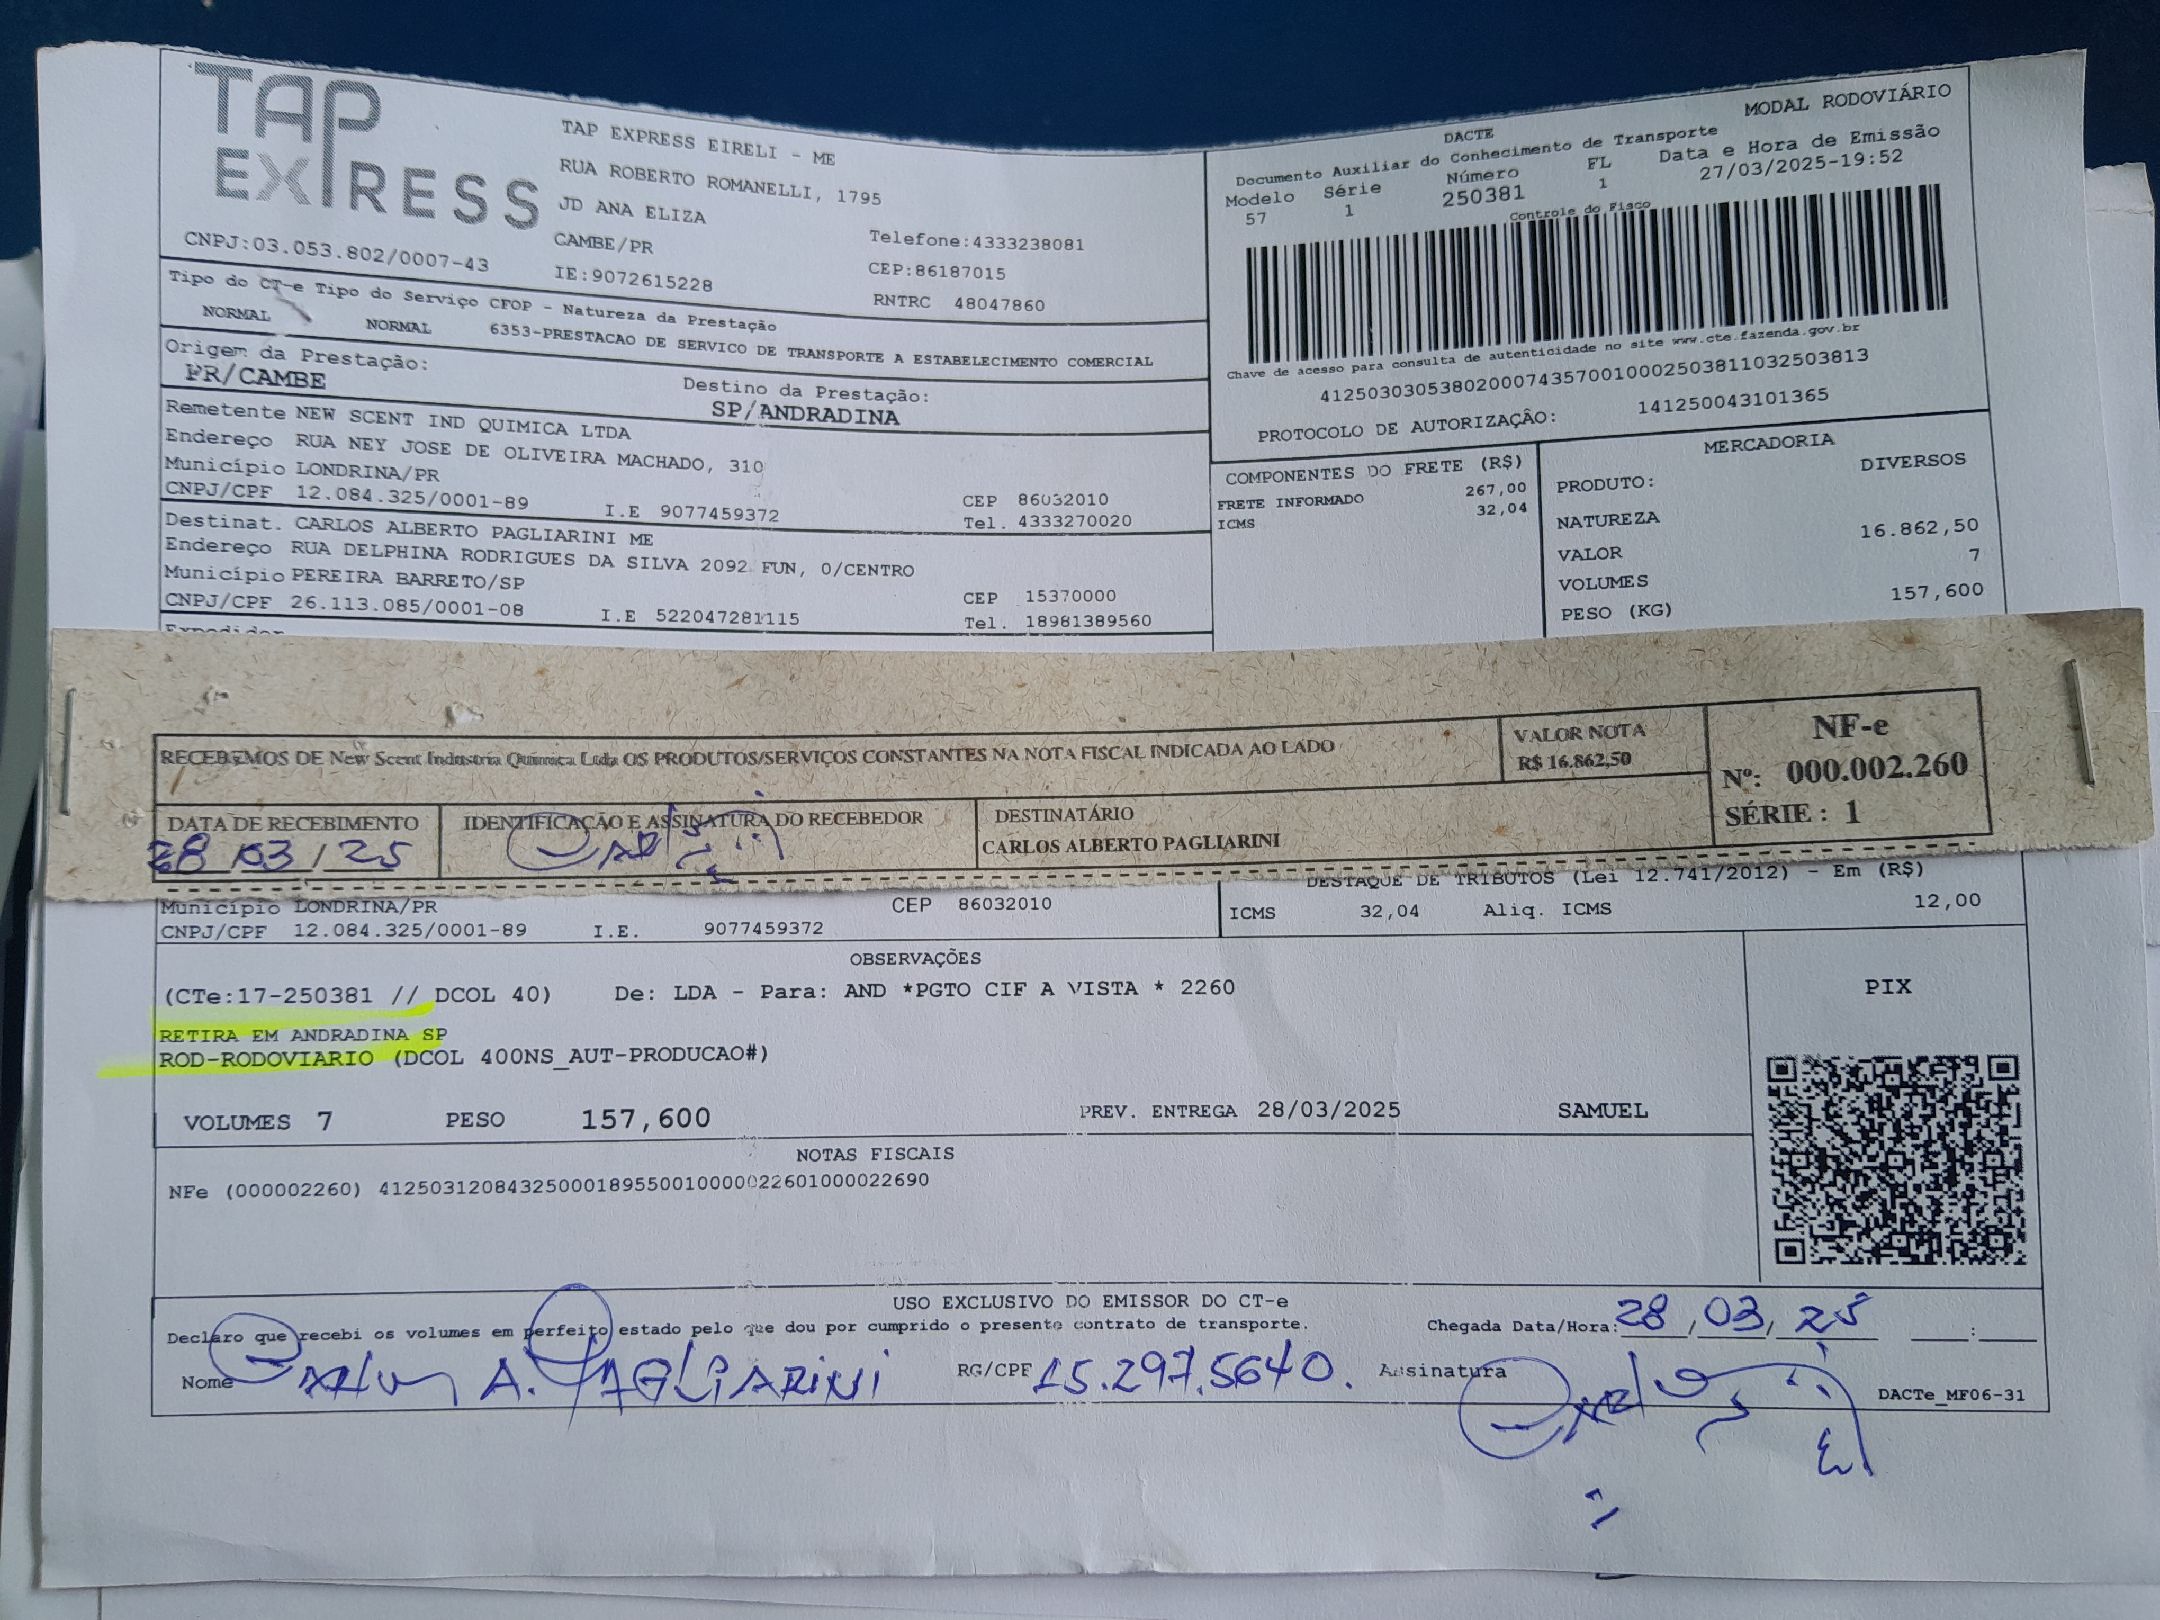 TAP EXPRESS
TAP EXPRESS EIRELI - ME
RUA ROBERTO ROMANELLI, 1795
JD ANA ELIZA
CAMBE/PR
Telefone:4333238081
CNPJ:03.053.802/0007-43
IE:9072615228
CEP:86187015
RNTRC 48047860
MODAL RODOVIÁRIO
DACTE
Documento Auxiliar do Conhecimento de Transporte
Modelo Série Número FL Data e Hora de Emissão
57 1 250381 1 27/03/2025-19:52
Controle do Fisco
Chave de acesso para consulta de autenticidade no site www.cte.fazenda.gov.br
41250303053802000743570010002503811032503813
PROTOCOLO DE AUTORIZAÇÃO: 141250043101365
Tipo do CT-e Tipo do Serviço CFOP - Natureza da Prestação
NORMAL NORMAL 6353-PRESTACAO DE SERVICO DE TRANSPORTE A ESTABELECIMENTO COMERCIAL
Origem da Prestação: Destino da Prestação:
PR/CAMBE SP/ANDRADINA
Remetente NEW SCENT IND QUIMICA LTDA
Endereço RUA NEY JOSE DE OLIVEIRA MACHADO, 310
Município LONDRINA/PR CEP 86032010
CNPJ/CPF 12.084.325/0001-89 I.E 9077459372 Tel. 4333270020
Destinat. CARLOS ALBERTO PAGLIARINI ME
Endereço RUA DELPHINA RODRIGUES DA SILVA 2092 FUN, 0/CENTRO
Município PEREIRA BARRETO/SP CEP 15370000
CNPJ/CPF 26.113.085/0001-08 I.E 522047281115 Tel. 18981389560
COMPONENTES DO FRETE (R$)
FRETE INFORMADO 267,00
ICMS 32,04
MERCADORIA
PRODUTO: DIVERSOS
NATUREZA
VALOR 16.862,50
VOLUMES 7
PESO (KG) 157,600
RECEBEMOS DE New Scent Industria Quimica Ltda OS PRODUTOS/SERVIÇOS CONSTANTES NA NOTA FISCAL INDICADA AO LADO
VALOR NOTA
R$ 16.862,50
NF-e
Nº: 000.002.260
SÉRIE : 1
DATA DE RECEBIMENTO
28/03/25
IDENTIFICAÇÃO E ASSINATURA DO RECEBEDOR
DESTINATÁRIO
CARLOS ALBERTO PAGLIARINI
Município LONDRINA/PR CEP 86032010
CNPJ/CPF 12.084.325/0001-89 I.E. 9077459372
DESTAQUE DE TRIBUTOS (Lei 12.741/2012) - Em (R$)
ICMS 32,04 Aliq. ICMS 12,00
OBSERVAÇÕES
(CTe:17-250381 // DCOL 40) De: LDA - Para: AND *PGTO CIF A VISTA * 2260
RETIRA EM ANDRADINA SP
ROD-RODOVIARIO (DCOL 400NS_AUT-PRODUCAO#)
VOLUMES 7 PESO 157,600 PREV. ENTREGA 28/03/2025 SAMUEL
PIX
NOTAS FISCAIS
NFe (000002260) 41250312084325000189550010000022601000022690
USO EXCLUSIVO DO EMISSOR DO CT-e
Declaro que recebi os volumes em perfeito estado pelo que dou por cumprido o presente contrato de transporte.
Chegada Data/Hora: 28/03/25 __:__
Nome A. PAGLIARINI RG/CPF 15.297.5640. Assinatura
DACTe_MF06-31